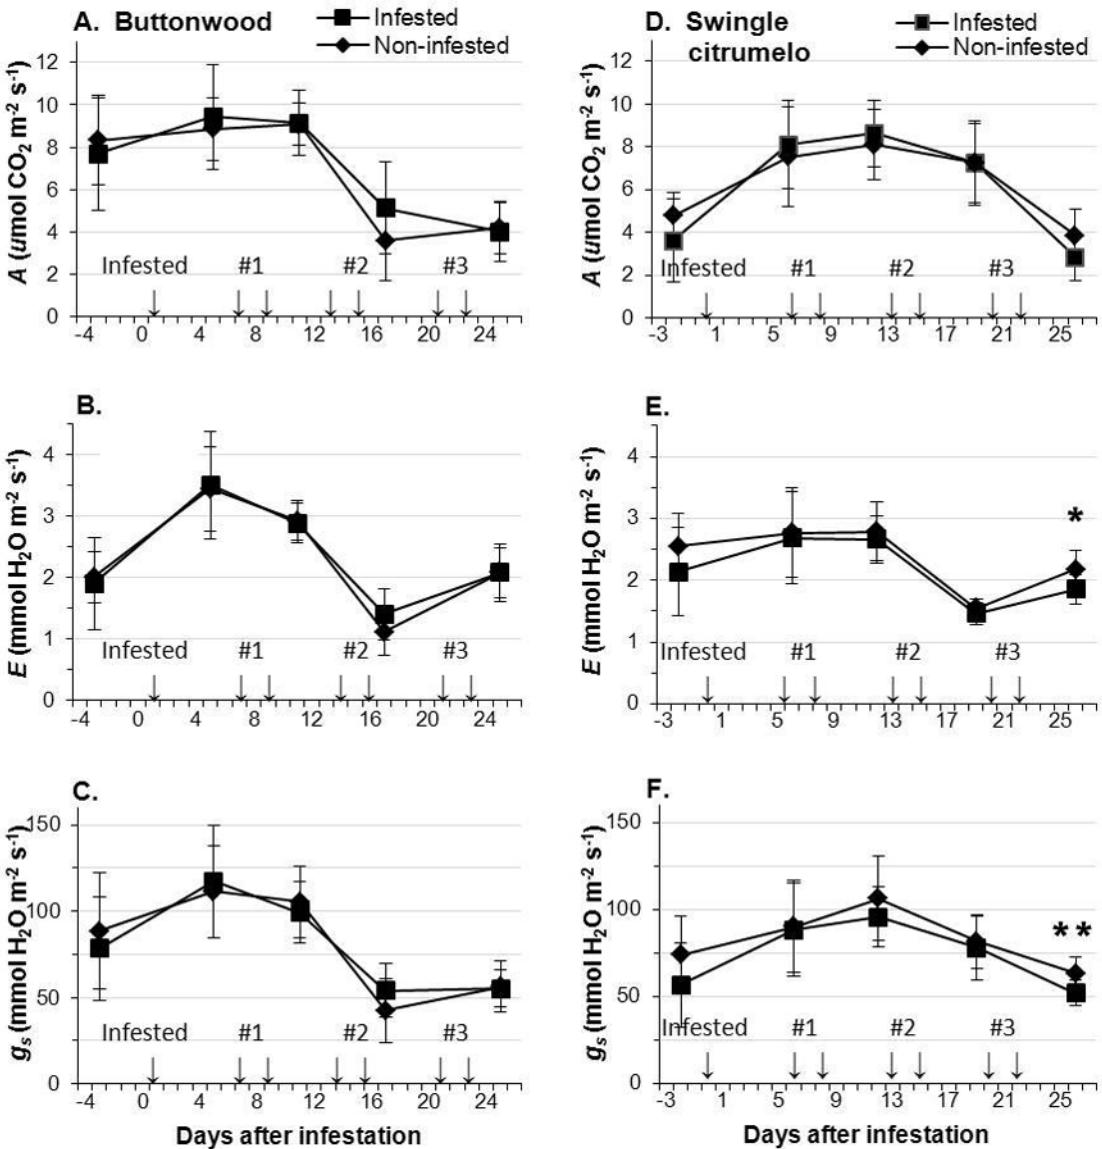 A. Buttonwood
Infested
Non-infested
A (umol CO2 m-2 s-1)
12
10
8
6
4
2
0
Infested #1 #2 #3
-4 0 4 8 12 16 20 24
D. Swingle
citrumelo
Infested
Non-infested
A (umol CO2 m-2 s-1)
12
10
8
6
4
2
0
Infested #1 #2 #3
-3 1 5 9 13 17 21 25
B.
E (mmol H2O m-2 s-1)
4
3
2
1
0
Infested #1 #2 #3
-4 0 4 8 12 16 20 24
E.
E (mmol H2O m-2 s-1)
4
3
2
1
0
*
Infested #1 #2 #3
-3 1 5 9 13 17 21 25
C.
gs (mmol H2O m-2 s-1)
150
100
50
0
Infested #1 #2 #3
-4 0 4 8 12 16 20 24
Days after infestation
F.
gs (mmol H2O m-2 s-1)
150
100
50
0
**
Infested #1 #2 #3
-3 1 5 9 13 17 21 25
Days after infestation